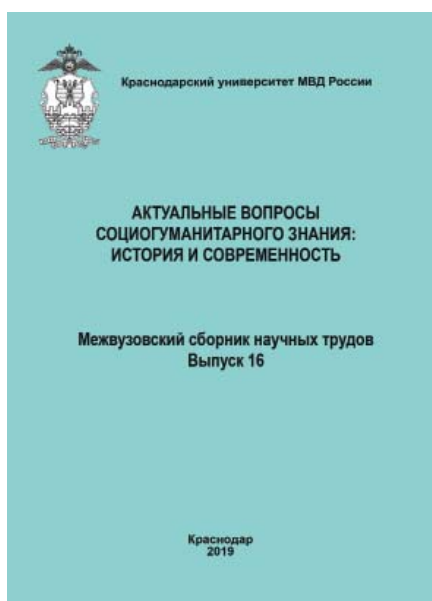 Краснодарский университет МВД России
АКТУАЛЬНЫЕ ВОПРОСЫ
СОЦИОГУМАНИТАРНОГО ЗНАНИЯ:
ИСТОРИЯ И СОВРЕМЕННОСТЬ
Межвузовский сборник научных трудов
Выпуск 16
Краснодар
2019